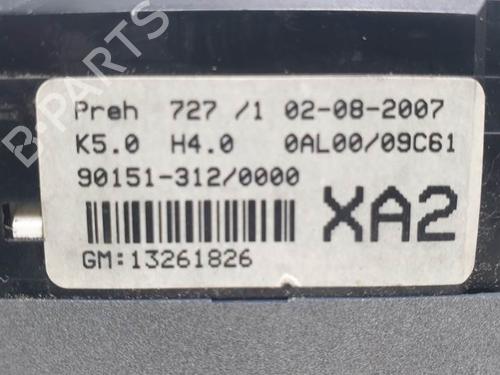 Preh 727 /1 02-08-2007
K5.0 H4.0 0AL00/09C61
90151-312/0000
XA2
GM:13261826
B-PARTS